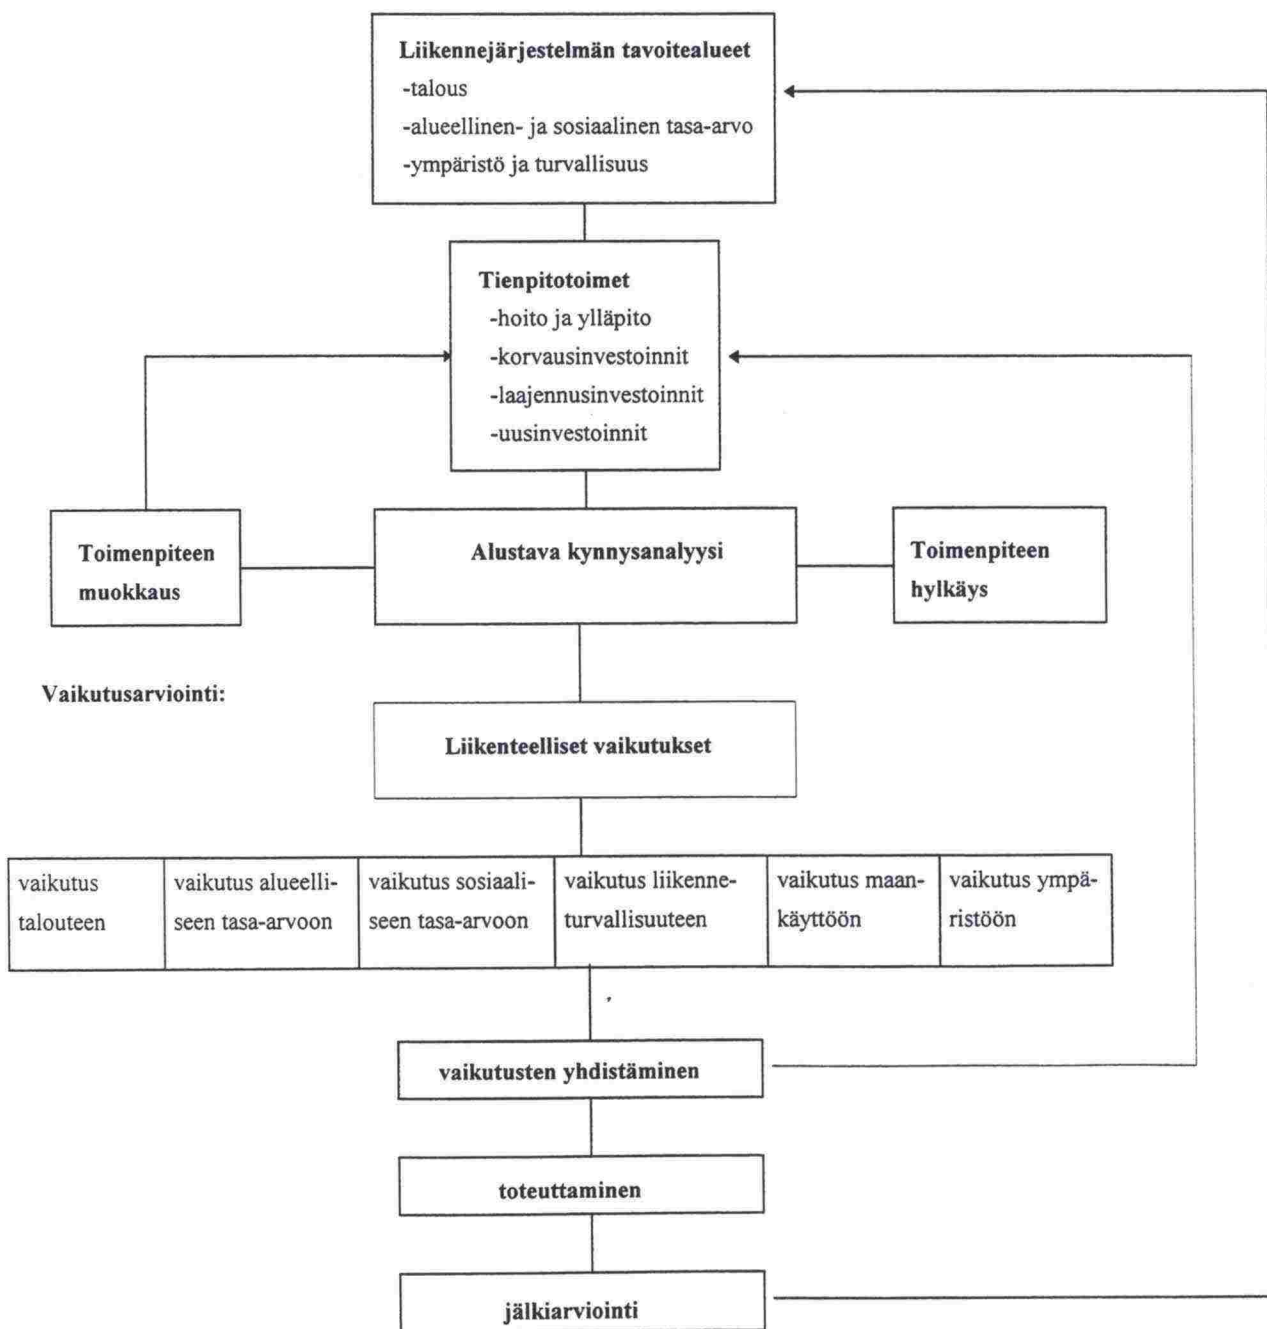 Liikennejärjestelmän tavoitealueet
-talous
-alueellinen- ja sosiaalinen tasa-arvo
-ympäristö ja turvallisuus
Tienpitotoimet
-hoito ja ylläpito
-korvausinvestoinnit
-laajennusinvestoinnit
-uusinvestoinnit
Toimenpiteen
muokkaus
Alustava kynnysanalyysi
Toimenpiteen
hylkäys
Vaikutusarviointi:
Liikenteelliset vaikutukset
vaikutus
talouteen
vaikutus alueelli-
seen tasa-arvoon
vaikutus sosiaali-
seen tasa-arvoon
vaikutus liikenne-
turvallisuuteen
vaikutus maan-
käyttöön
vaikutus ympä-
ristöön
vaikutusten yhdistäminen
toteuttaminen
jälkiarviointi